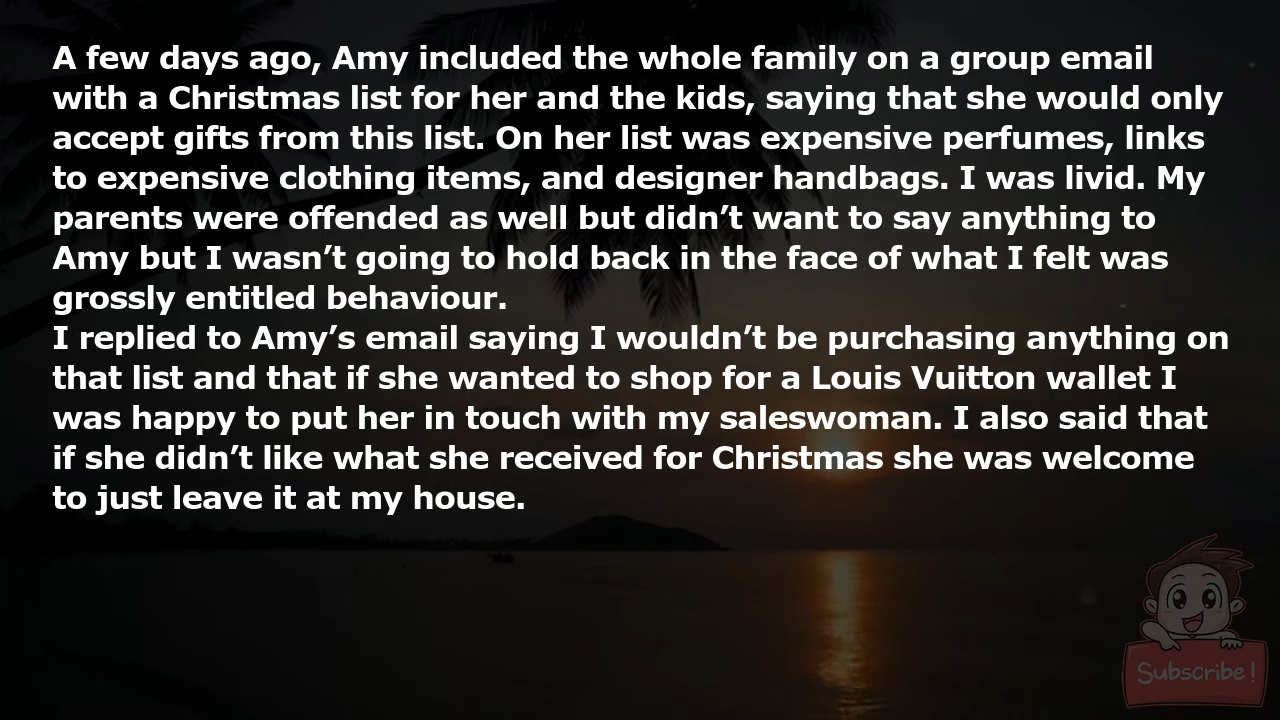 A few days ago, Amy included the whole family on a group email
with a Christmas list for her and the kids, saying that she would only
accept gifts from this list. On her list was expensive perfumes, links
to expensive clothing items, and designer handbags. I was livid. My
parents were offended as well but didn’t want to say anything to
Amy but I wasn’t going to hold back in the face of what I felt was
grossly entitled behaviour.
I replied to Amy’s email saying I wouldn’t be purchasing anything on
that list and that if she wanted to shop for a Louis Vuitton wallet I
was happy to put her in touch with my saleswoman. I also said that
if she didn’t like what she received for Christmas she was welcome
to just leave it at my house.
Subscribe!